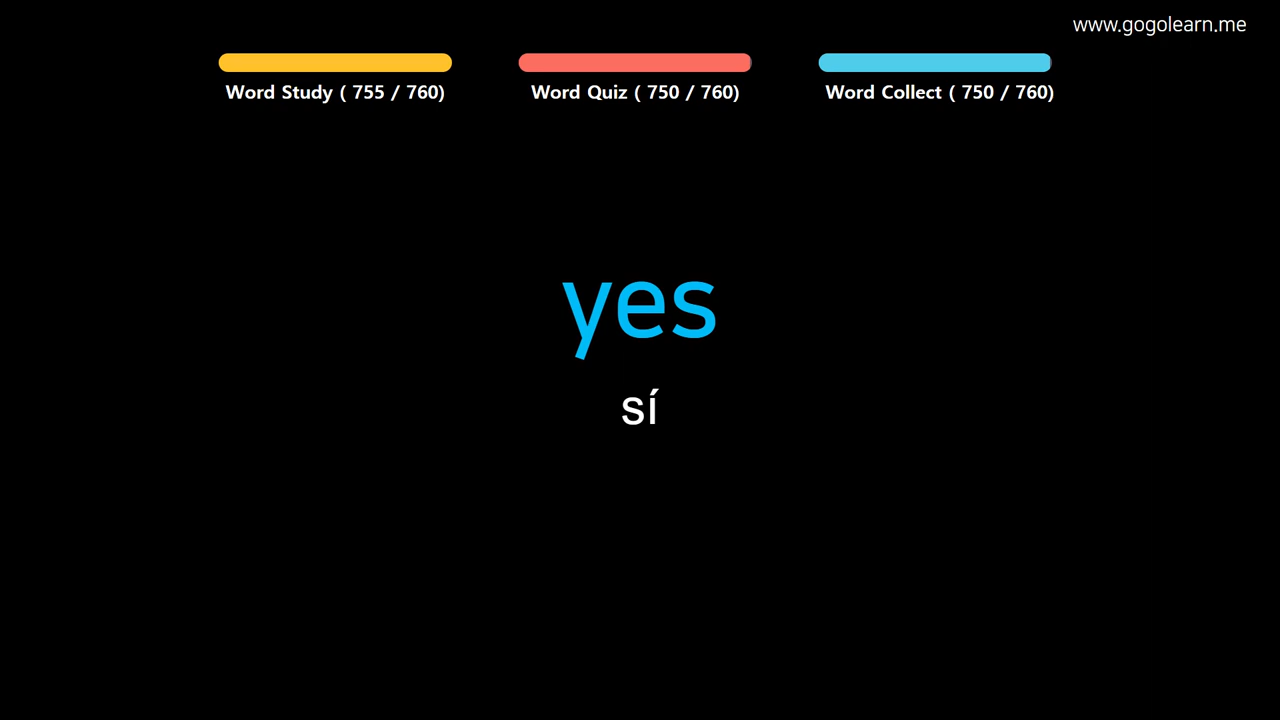 www.gogolearn.me
Word Study ( 755 / 760)
Word Quiz ( 750 / 760)
Word Collect ( 750 / 760)
yes
sí